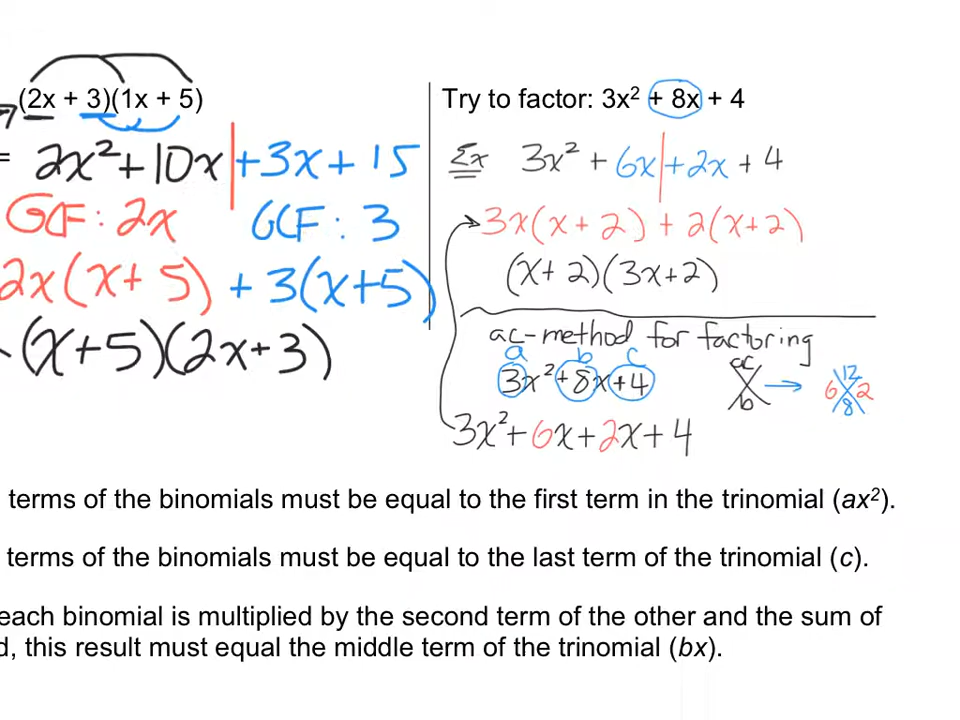 (2x + 3)(1x + 5)
= 2x²+10x +3x+15
GCF: 2x GCF: 3
2x(x+5) + 3(x+5)
(x+5)(2x+3)
Try to factor: 3x² + 8x + 4
Ex 3x² + 6x +2x + 4
3x(x+2) + 2(x+2)
(x+2)(3x+2)
ac-method for factoring
a b c
3x²+8x+4
ac
b
12
6 2
8
3x²+6x+2x+4
terms of the binomials must be equal to the first term in the trinomial (ax²).
terms of the binomials must be equal to the last term of the trinomial (c).
each binomial is multiplied by the second term of the other and the sum of
d, this result must equal the middle term of the trinomial (bx).